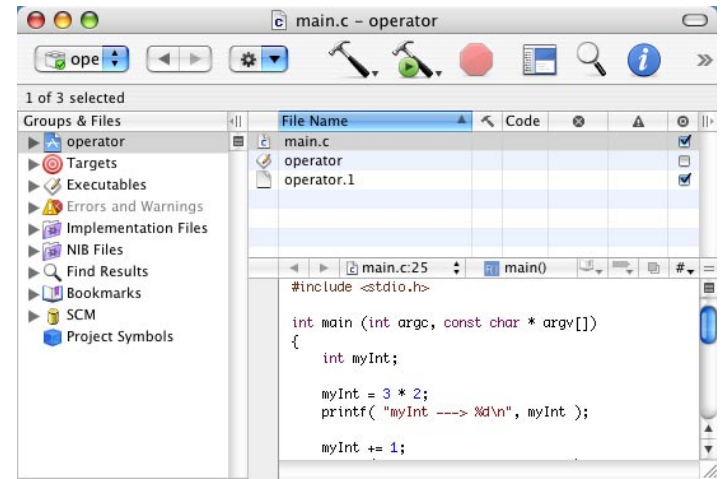 main.c – operator
ope
1 of 3 selected
Groups & Files
operator
Targets
Executables
Errors and Warnings
Implementation Files
NIB Files
Find Results
Bookmarks
SCM
Project Symbols
File Name Code
main.c
operator
operator.1
main.c:25 main() #
#include <stdio.h>
int main (int argc, const char * argv[])
{
int myInt;
myInt = 3 * 2;
printf( "myInt ---> %d\n", myInt );
myInt += 1;